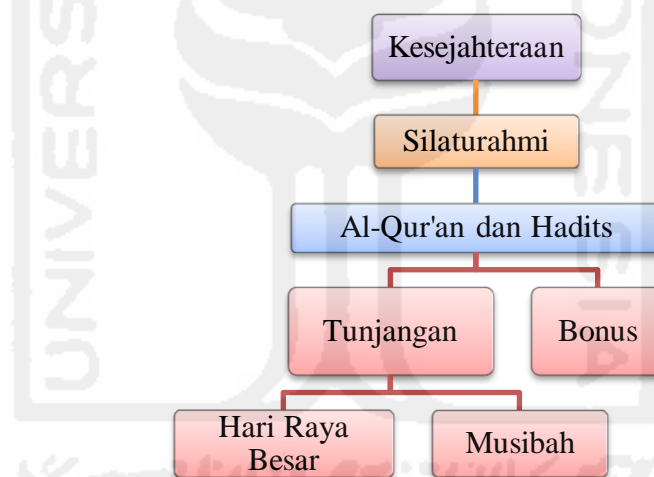 Kesejahteraan
Silaturahmi
Al-Qur'an dan Hadits
Tunjangan
Bonus
Hari Raya
Besar
Musibah